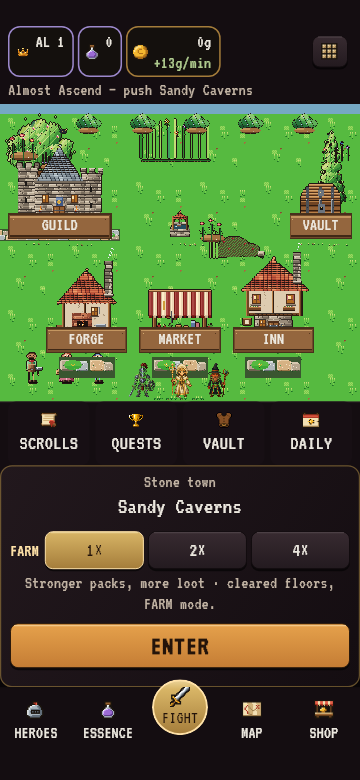 AL 1
0
0g
+13g/min
Almost Ascend – push Sandy Caverns
GUILD
VAULT
FORGE
MARKET
INN
SCROLLS
QUESTS
VAULT
DAILY
Stone town
Sandy Caverns
FARM
1X
2X
4X
Stronger packs, more loot · cleared floors,
FARM mode.
ENTER
FIGHT
HEROES
ESSENCE
MAP
SHOP